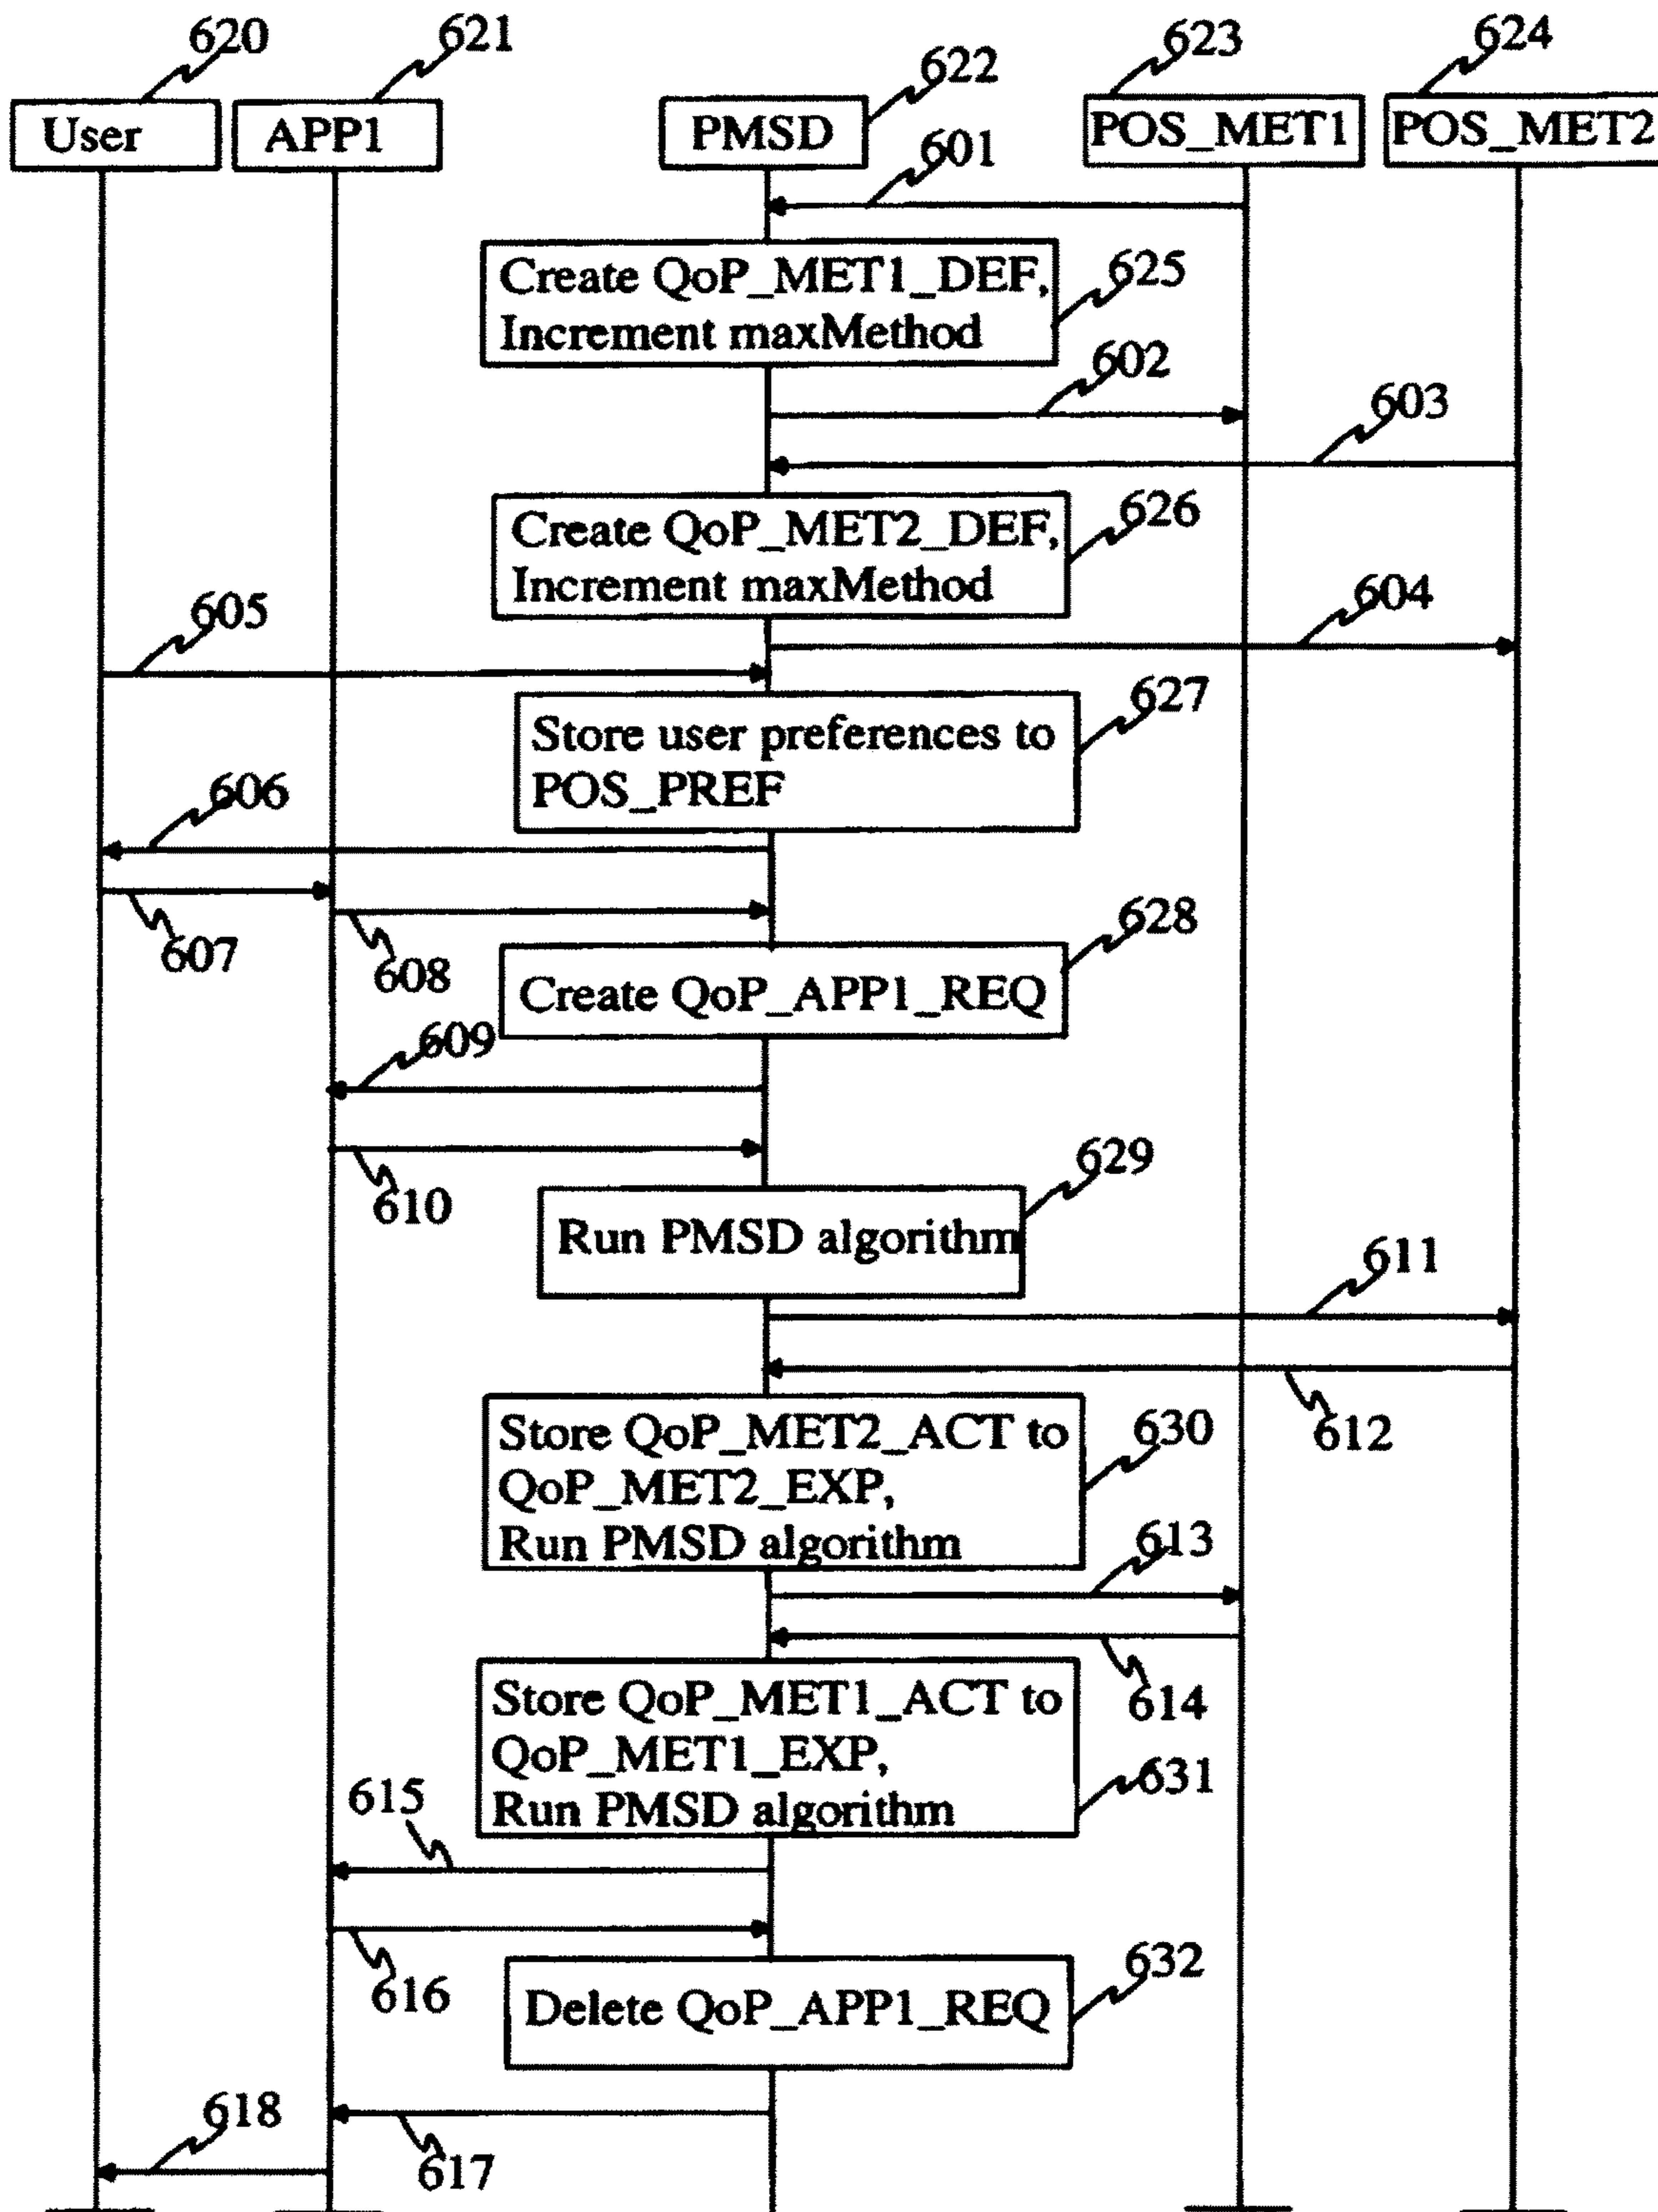 620
621
622
623
624
User
APP1
PMSD
POS_MET1
POS_MET2
601
Create QoP_MET1_DEF,
Increment maxMethod
625
602
603
Create QoP_MET2_DEF,
Increment maxMethod
626
604
605
Store user preferences to
POS_PREF
627
606
607
608
628
Create QoP_APP1_REQ
609
610
629
Run PMSD algorithm
611
612
Store QoP_MET2_ACT to
QoP_MET2_EXP,
Run PMSD algorithm
630
613
614
Store QoP_MET1_ACT to
QoP_MET1_EXP,
Run PMSD algorithm
631
615
616
632
Delete QoP_APP1_REQ
617
618